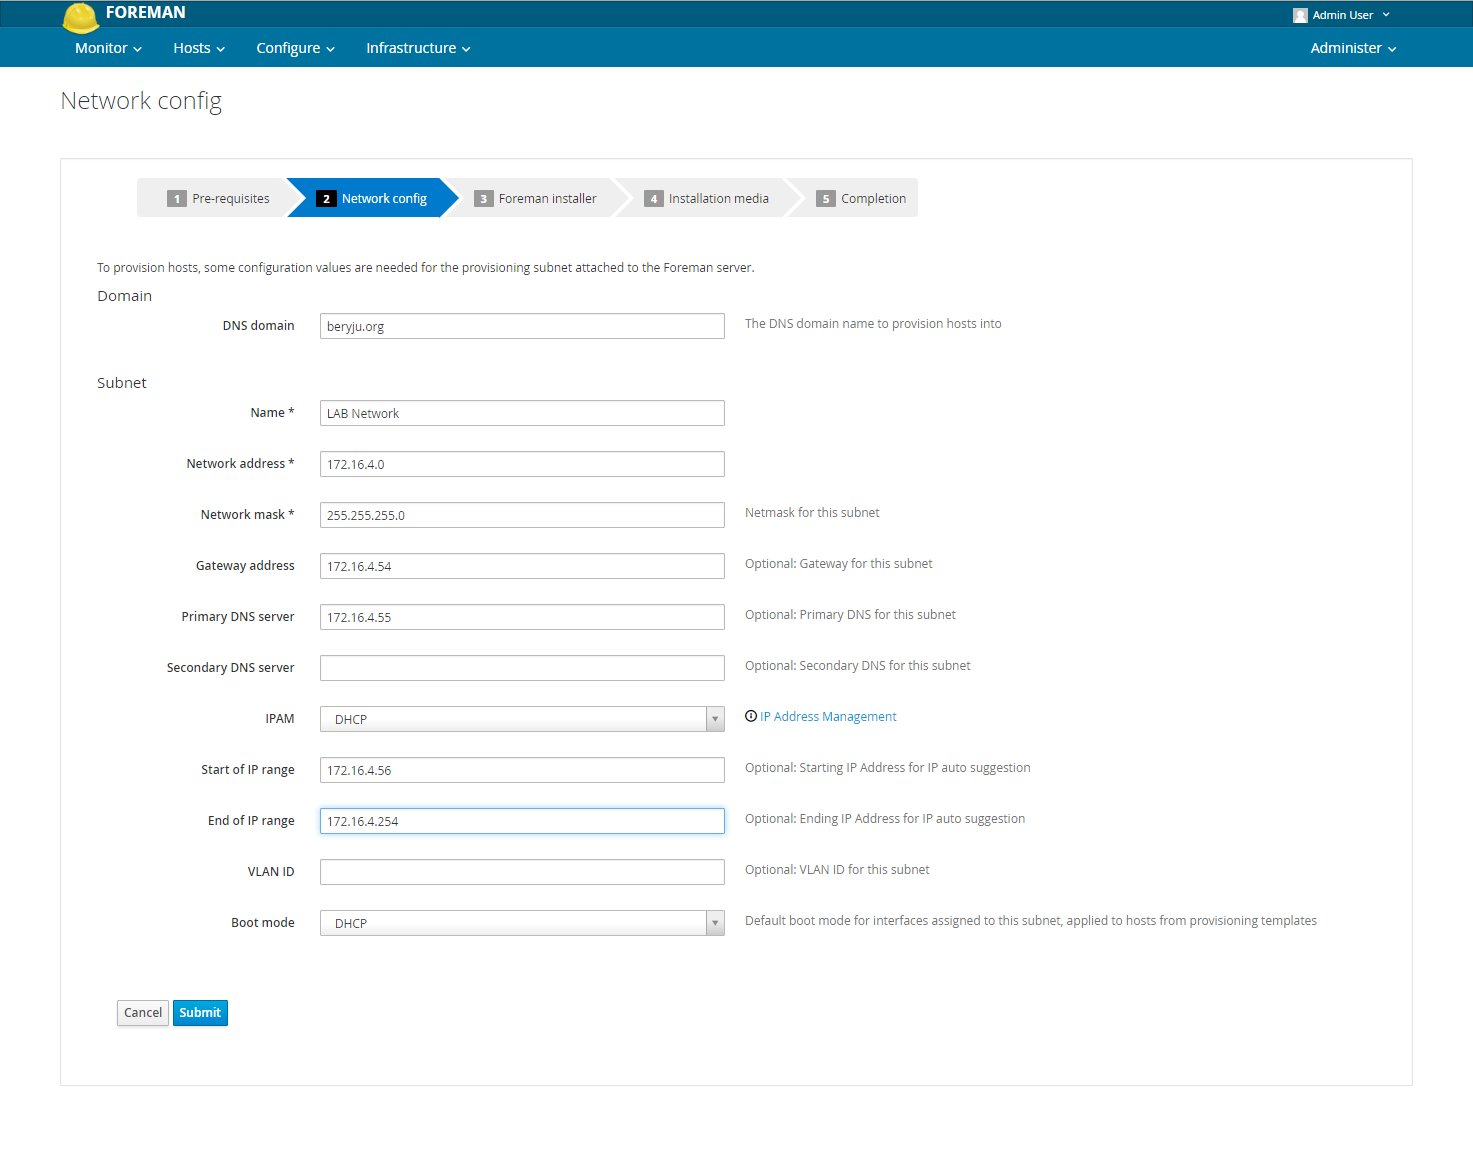 FOREMAN
Admin User
Monitor
Hosts
Configure
Infrastructure
Administer
Network config
1 Pre-requisites
2 Network config
3 Foreman installer
4 Installation media
5 Completion
To provision hosts, some configuration values are needed for the provisioning subnet attached to the Foreman server.
Domain
DNS domain beryju.org The DNS domain name to provision hosts into
Subnet
Name * LAB Network
Network address * 172.16.4.0
Network mask * 255.255.255.0 Netmask for this subnet
Gateway address 172.16.4.54 Optional: Gateway for this subnet
Primary DNS server 172.16.4.55 Optional: Primary DNS for this subnet
Secondary DNS server Optional: Secondary DNS for this subnet
IPAM DHCP IP Address Management
Start of IP range 172.16.4.56 Optional: Starting IP Address for IP auto suggestion
End of IP range 172.16.4.254 Optional: Ending IP Address for IP auto suggestion
VLAN ID Optional: VLAN ID for this subnet
Boot mode DHCP Default boot mode for interfaces assigned to this subnet, applied to hosts from provisioning templates
Cancel Submit